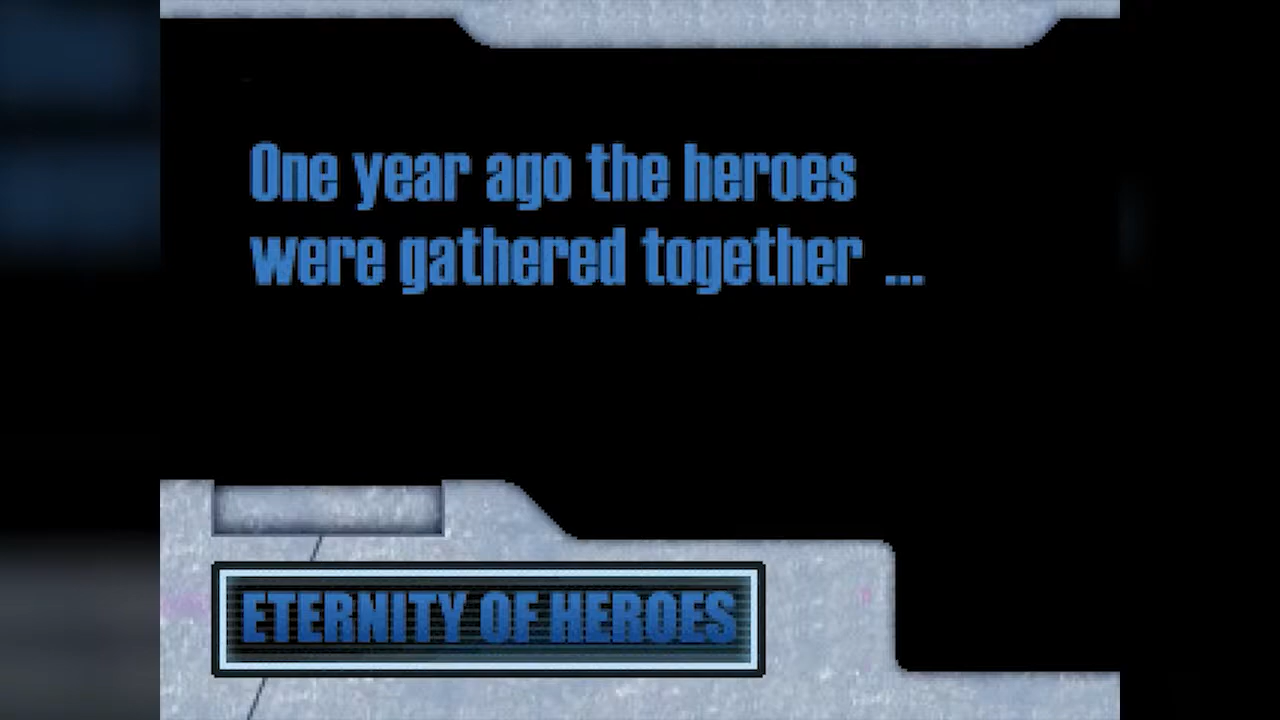 One year ago the heroes
were gathered together ...
ETERNITY OF HEROES